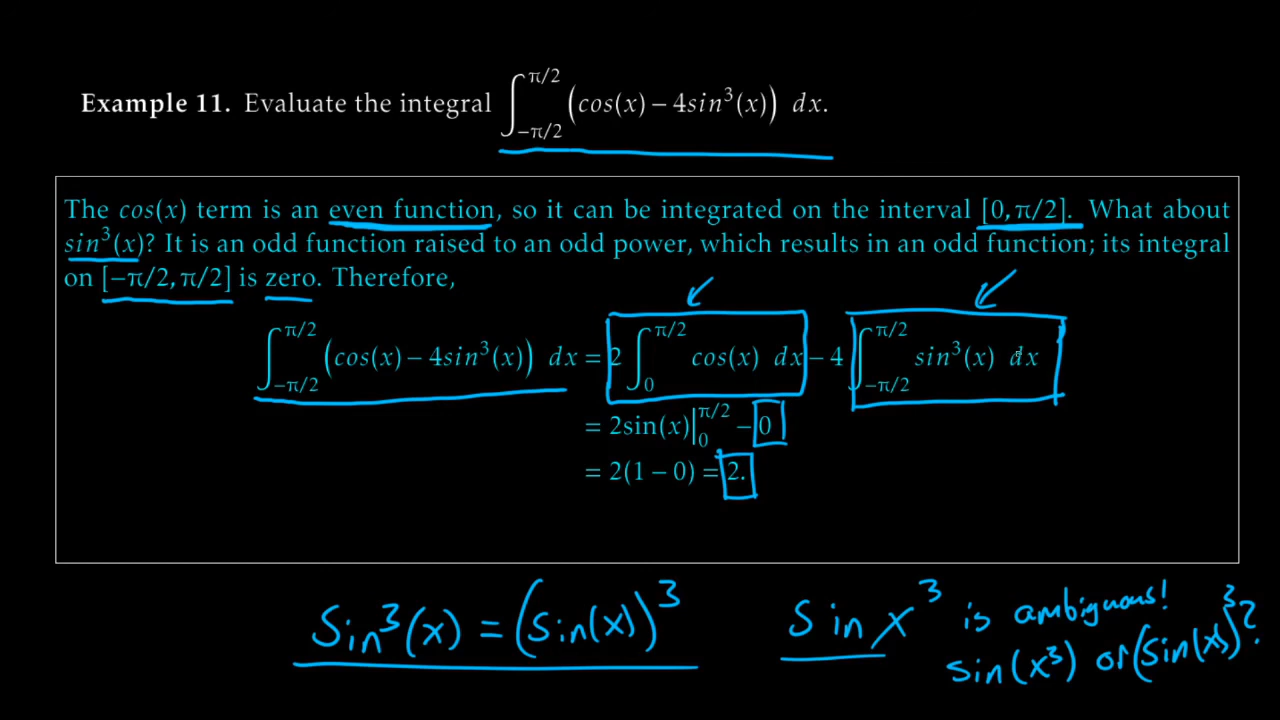 Example 11. Evaluate the integral ∫_{−π/2}^{π/2} (cos(x) − 4sin³(x)) dx.
The cos(x) term is an even function, so it can be integrated on the interval [0,π/2]. What about
sin³(x)? It is an odd function raised to an odd power, which results in an odd function; its integral
on [−π/2,π/2] is zero. Therefore,
∫_{−π/2}^{π/2} (cos(x) − 4sin³(x)) dx = 2 ∫_{0}^{π/2} cos(x) dx − 4 ∫_{−π/2}^{π/2} sin³(x) dx
= 2sin(x)|_{0}^{π/2} − 0
= 2(1 − 0) = 2.
Sin³(x) = (Sin(x))³
Sin x³ is ambiguous!
Sin(x³) or (Sin(x))³?